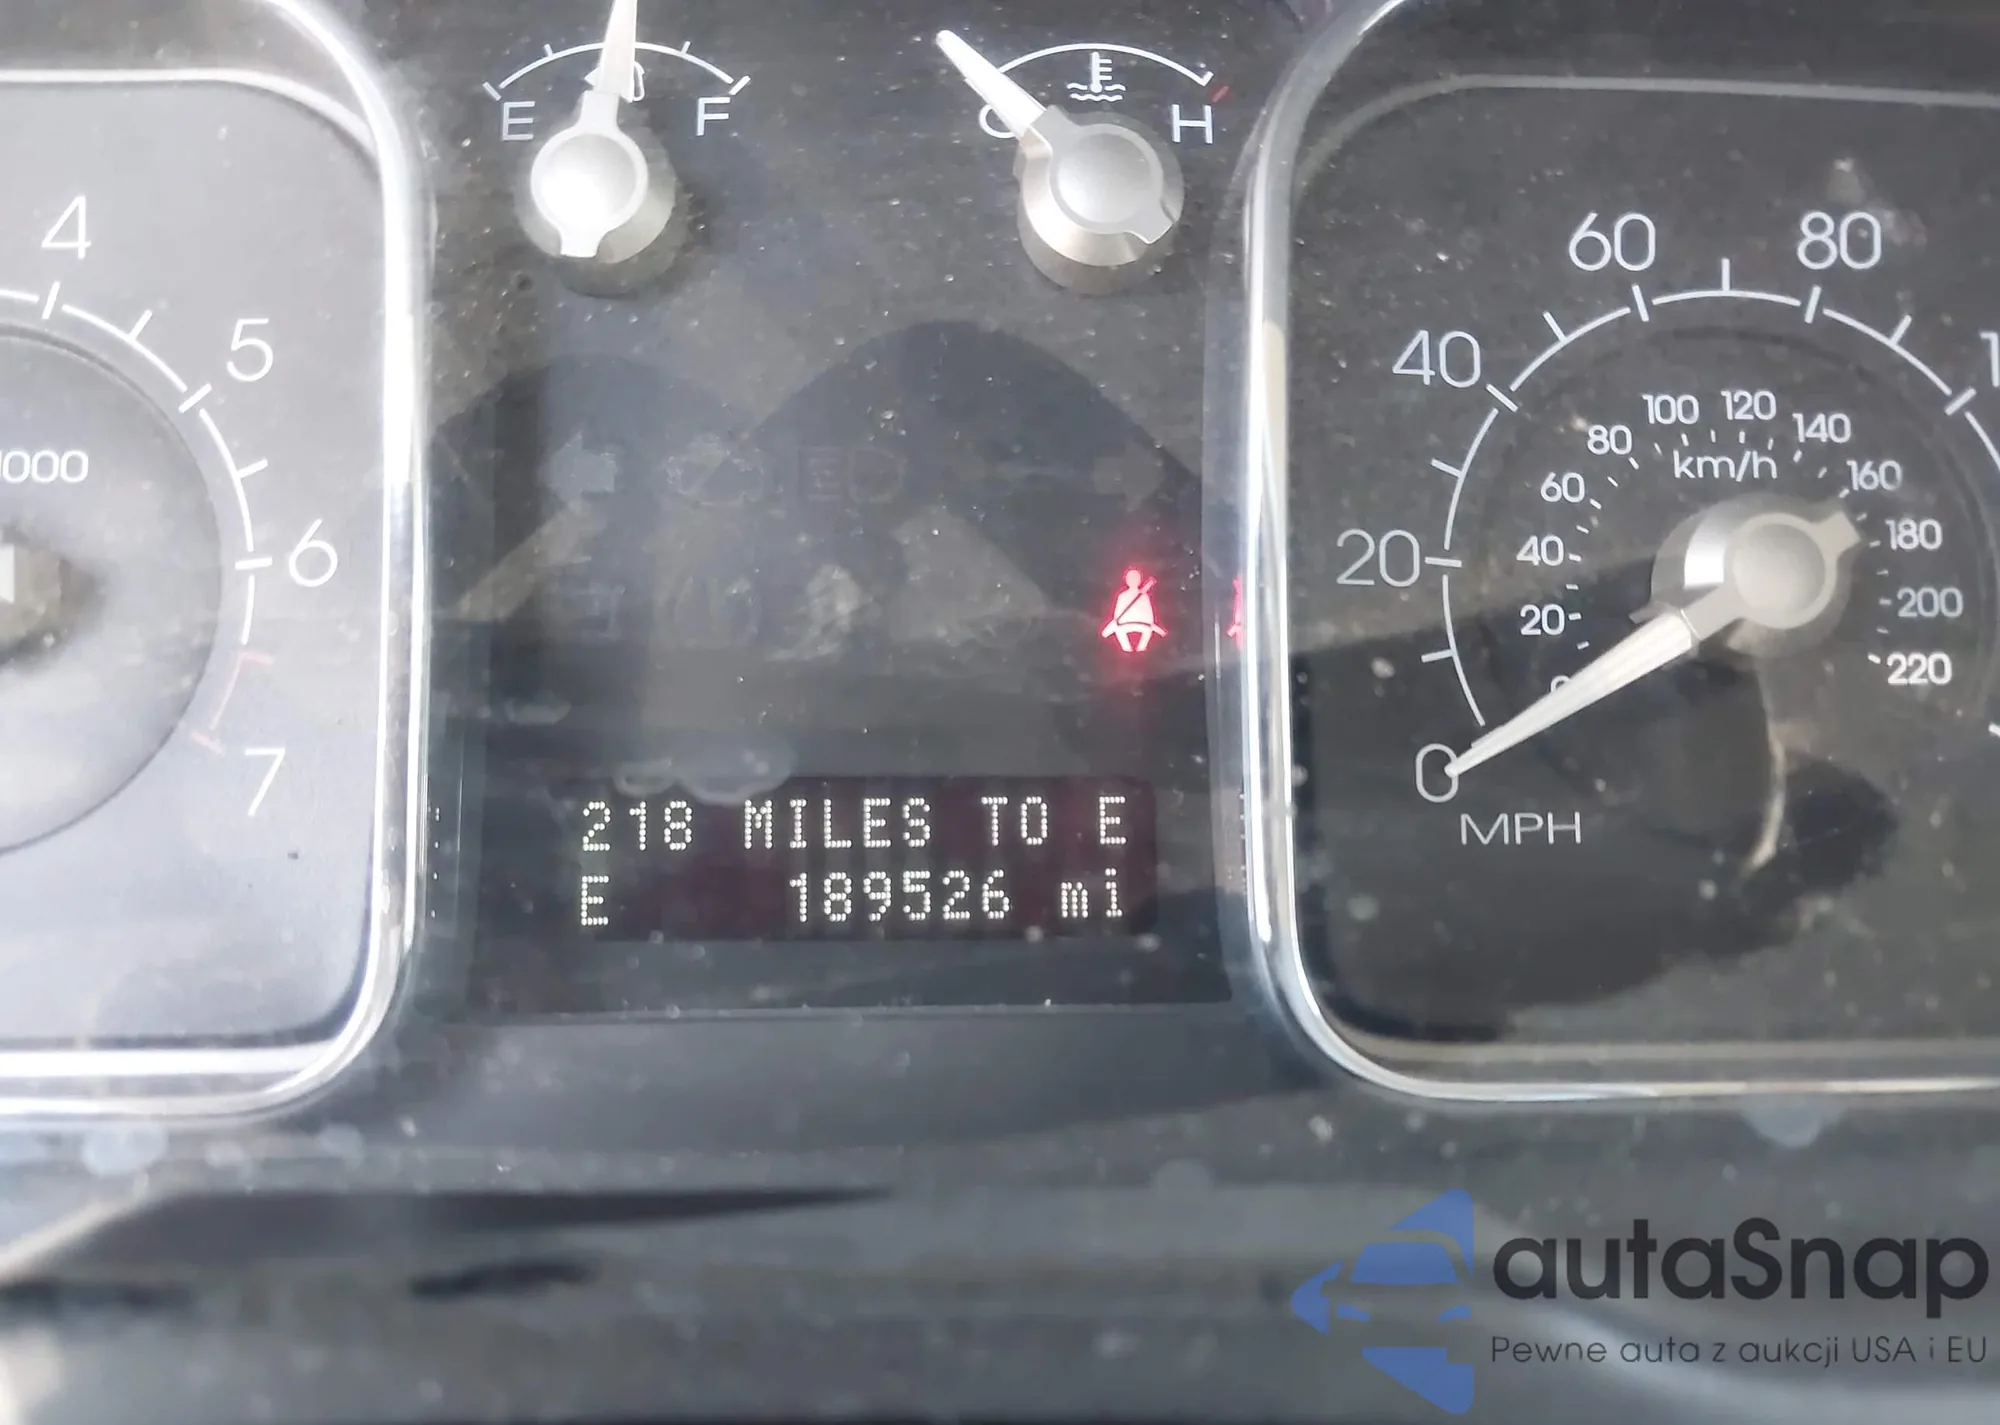 E F
C H
4
5
6
7
1000
0 20 40 60 80
MPH
20 40 60 80 100 120 140 160 180 200 220
km/h
218 MILES TO E
E 189526 mi
autaSnap
Pewne auta z aukcji USA i EU